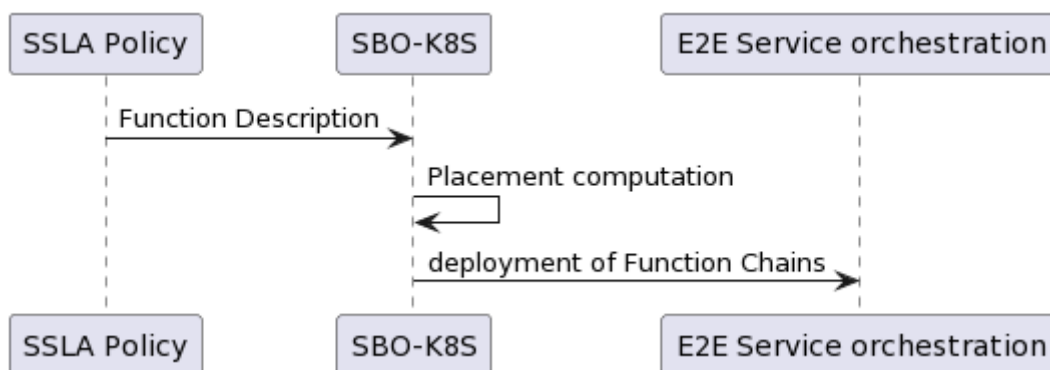 SSLA Policy
SBO-K8S
E2E Service orchestration
Function Description
Placement computation
deployment of Function Chains
SSLA Policy
SBO-K8S
E2E Service orchestration